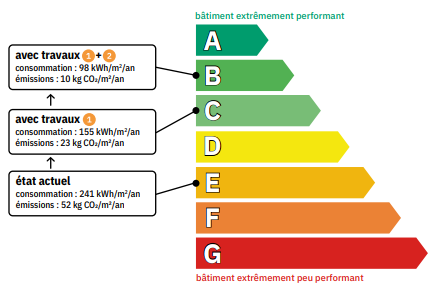 bâtiment extrêmement performant
A
avec travaux 1 + 2
consommation : 98 kWh/m²/an
émissions : 10 kg CO₂/m²/an
B
C
avec travaux 1
consommation : 155 kWh/m²/an
émissions : 23 kg CO₂/m²/an
D
état actuel
consommation : 241 kWh/m²/an
émissions : 52 kg CO₂/m²/an
E
F
G
bâtiment extrêmement peu performant